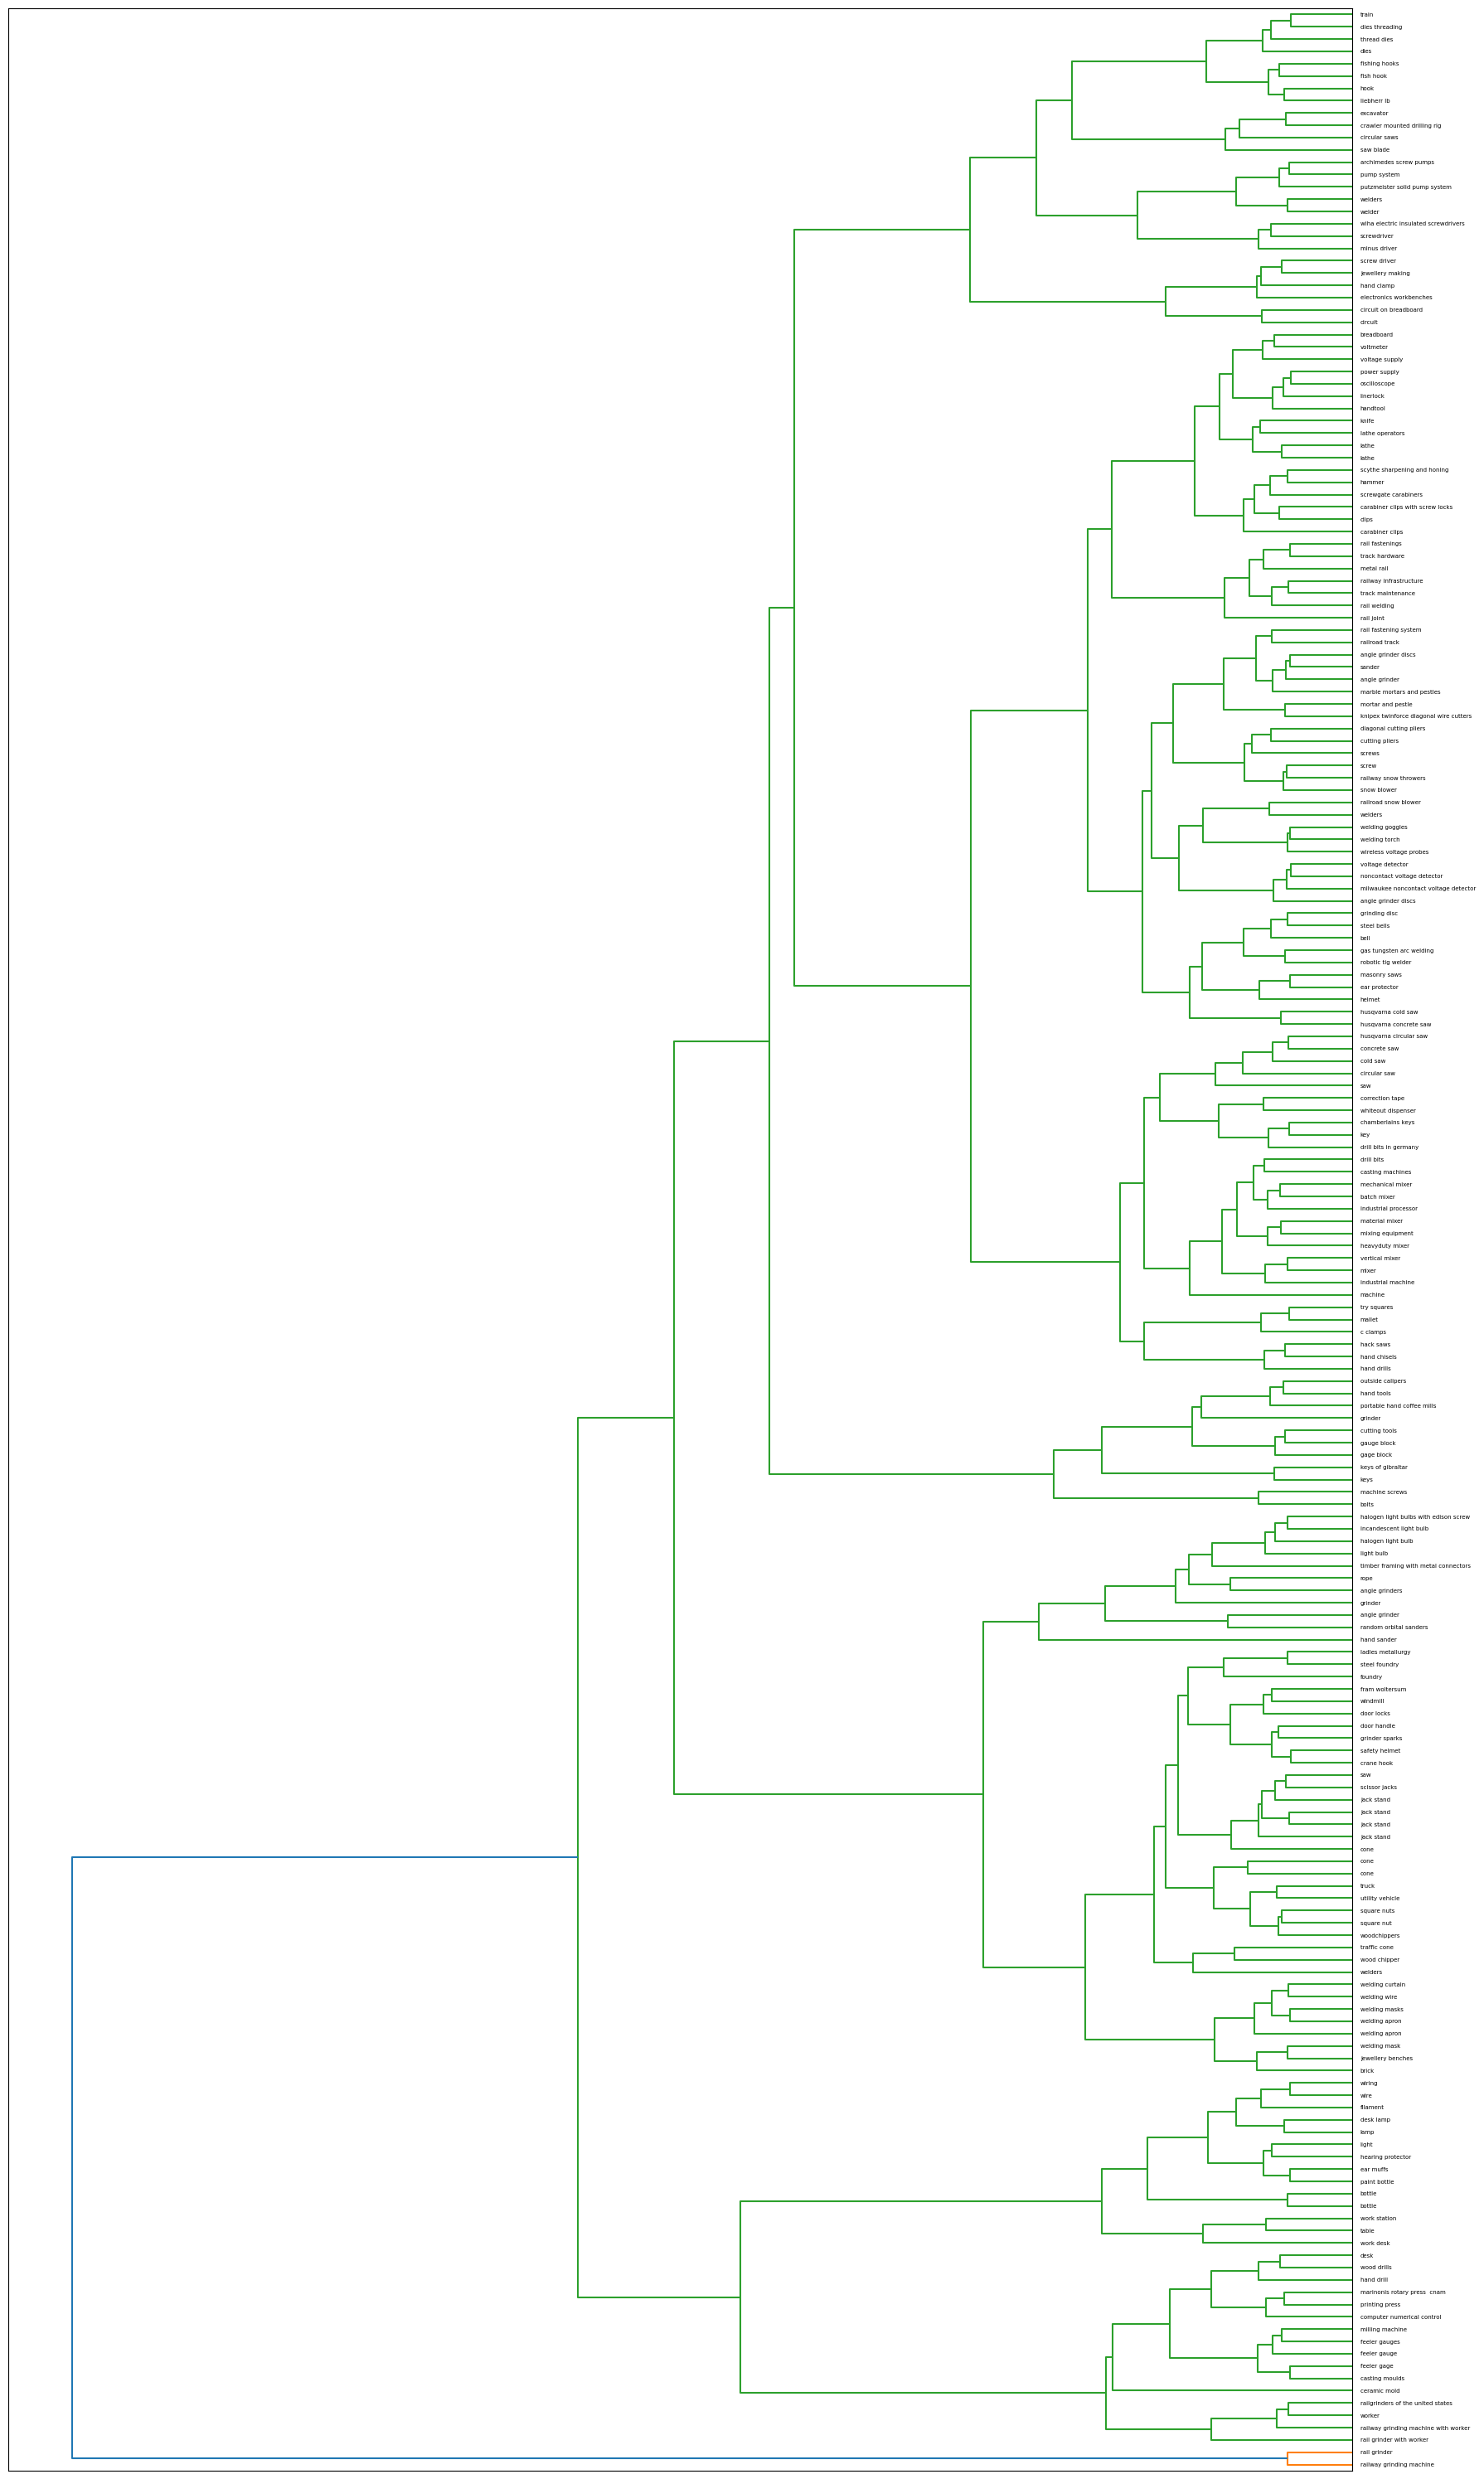 train
dies threading
thread dies
dies
fishing hooks
fish hook
hook
liebherr lb
excavator
crawler mounted drilling rig
circular saws
saw blade
archimedes screw pumps
pump system
putzmeister solid pump system
welders
welder
wiha electric insulated screwdrivers
screwdriver
minus driver
screw driver
jewellery making
hand clamp
electronics workbenches
circuit on breadboard
circuit
breadboard
voltmeter
voltage supply
power supply
oscilloscope
linerlock
handtool
knife
lathe operators
lathe
lathe
scythe sharpening and honing
hammer
screwgate carabiners
carabiner clips with screw locks
clips
carabiner clips
rail fastenings
track hardware
metal rail
railway infrastructure
track maintenance
rail welding
rail joint
rail fastening system
railroad track
angle grinder discs
sander
angle grinder
marble mortars and pestles
mortar and pestle
knipex twinforce diagonal wire cutters
diagonal cutting pliers
cutting pliers
screws
screw
railway snow throwers
snow blower
railroad snow blower
welders
welding goggles
welding torch
wireless voltage probes
voltage detector
noncontact voltage detector
milwaukee noncontact voltage detector
angle grinder discs
grinding disc
steel bells
bell
gas tungsten arc welding
robotic tig welder
masonry saws
ear protector
helmet
husqvarna cold saw
husqvarna concrete saw
husqvarna circular saw
concrete saw
cold saw
circular saw
saw
correction tape
whiteout dispenser
chamberlains keys
key
drill bits in germany
drill bits
casting machines
mechanical mixer
batch mixer
industrial processor
material mixer
mixing equipment
heavyduty mixer
vertical mixer
mixer
industrial machine
machine
try squares
mallet
c clamps
hack saws
hand chisels
hand drills
outside calipers
hand tools
portable hand coffee mills
grinder
cutting tools
gauge block
gage block
keys of gibraltar
keys
machine screws
bolts
halogen light bulbs with edison screw
incandescent light bulb
halogen light bulb
light bulb
timber framing with metal connectors
rope
angle grinders
grinder
angle grinder
random orbital sanders
hand sander
ladles metallurgy
steel foundry
foundry
fram woltersum
windmill
door locks
door handle
grinder sparks
safety helmet
crane hook
saw
scissor jacks
jack stand
jack stand
jack stand
jack stand
cone
cone
cone
truck
utility vehicle
square nuts
square nut
woodchippers
traffic cone
wood chipper
welders
welding curtain
welding wire
welding masks
welding apron
welding apron
welding mask
jewellery benches
brick
wiring
wire
filament
desk lamp
lamp
light
hearing protector
ear muffs
paint bottle
bottle
bottle
work station
table
work desk
desk
wood drills
hand drill
marinonis rotary press  cnam
printing press
computer numerical control
milling machine
feeler gauges
feeler gauge
feeler gage
casting moulds
ceramic mold
railgrinders of the united states
worker
railway grinding machine with worker
rail grinder with worker
rail grinder
railway grinding machine